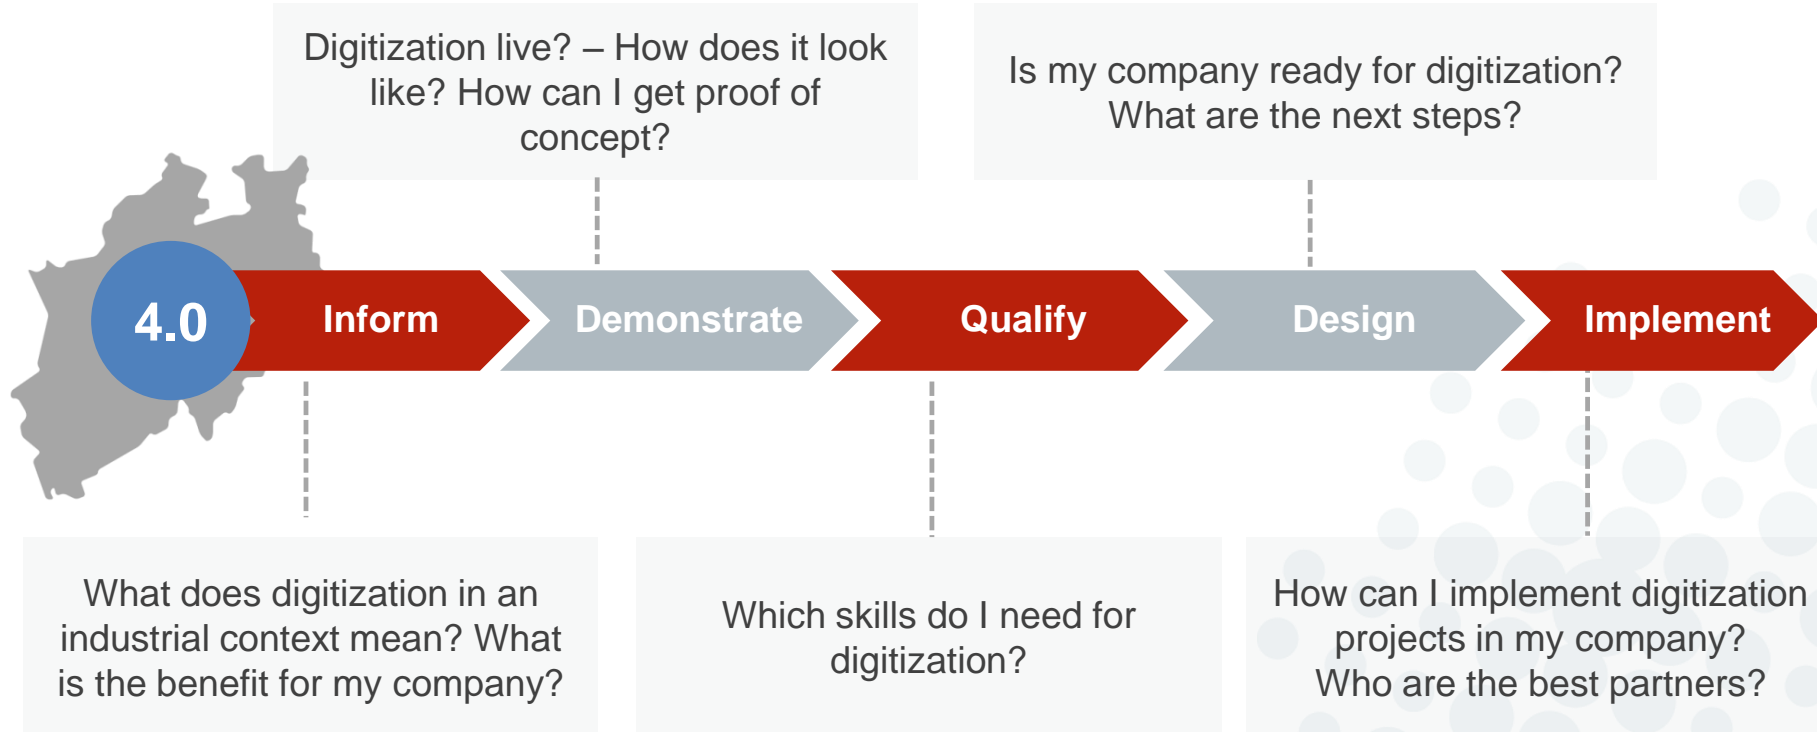 Digitization live? – How does it look
like? How can I get proof of
concept?
Is my company ready for digitization?
What are the next steps?
4.0
Inform
Demonstrate
Qualify
Design
Implement
What does digitization in an
industrial context mean? What
is the benefit for my company?
Which skills do I need for
digitization?
How can I implement digitization
projects in my company?
Who are the best partners?